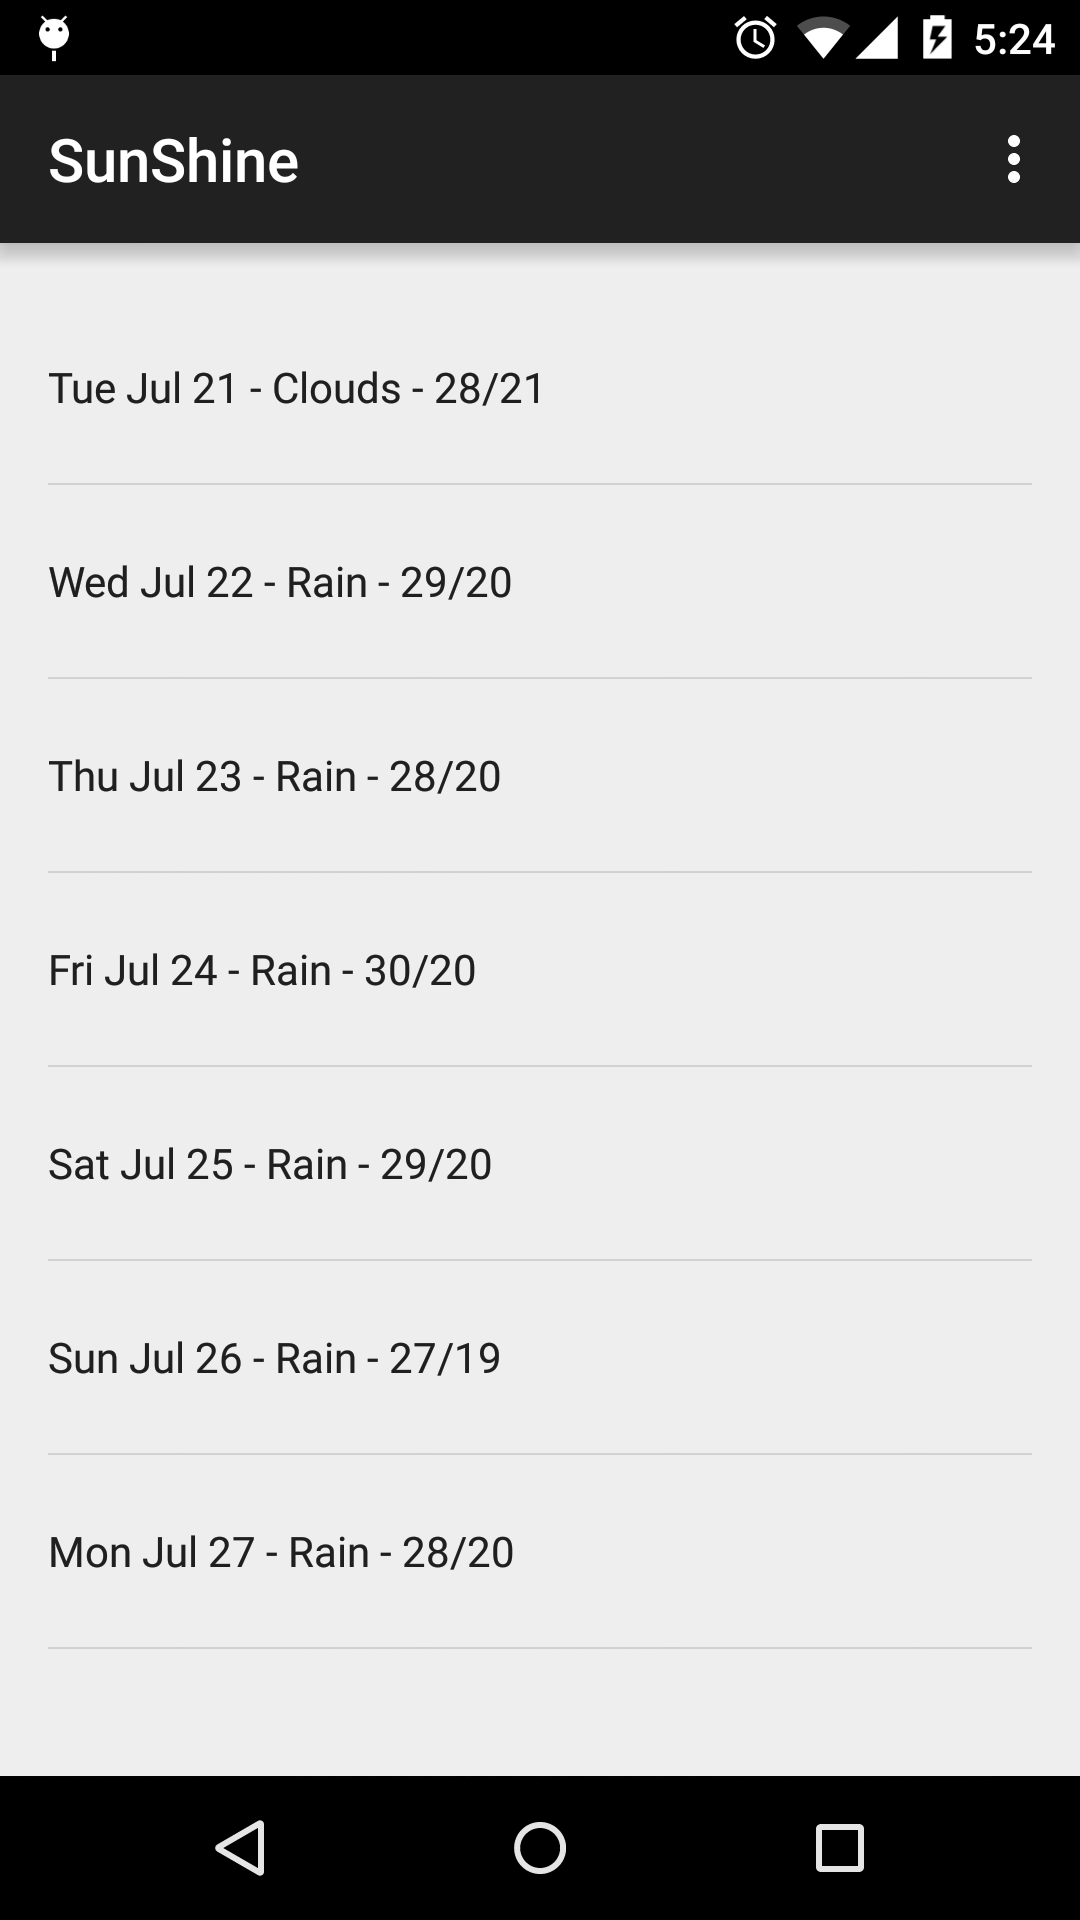 5:24
SunShine
Tue Jul 21 - Clouds - 28/21
Wed Jul 22 - Rain - 29/20
Thu Jul 23 - Rain - 28/20
Fri Jul 24 - Rain - 30/20
Sat Jul 25 - Rain - 29/20
Sun Jul 26 - Rain - 27/19
Mon Jul 27 - Rain - 28/20